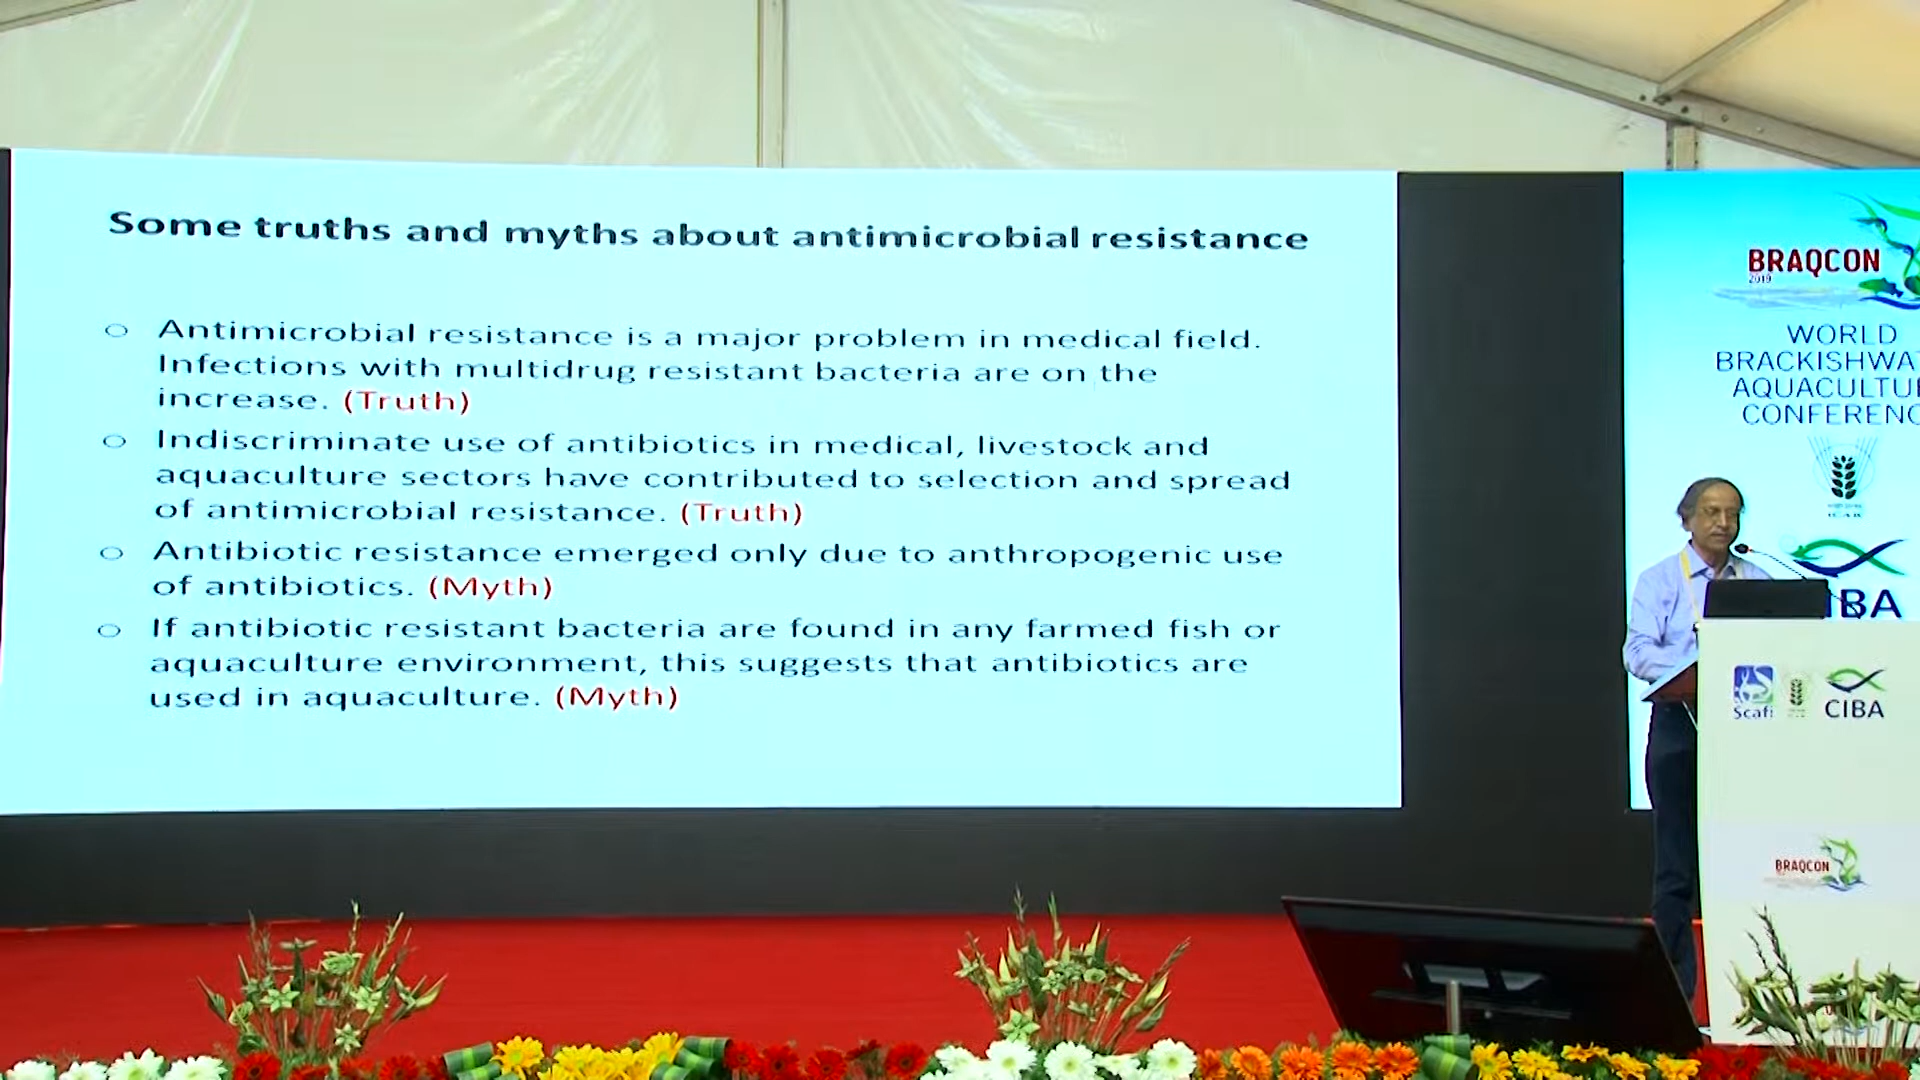 Some truths and myths about antimicrobial resistance
○ Antimicrobial resistance is a major problem in medical field.
Infections with multidrug resistant bacteria are on the
increase. (Truth)
○ Indiscriminate use of antibiotics in medical, livestock and
aquaculture sectors have contributed to selection and spread
of antimicrobial resistance. (Truth)
○ Antibiotic resistance emerged only due to anthropogenic use
of antibiotics. (Myth)
○ If antibiotic resistant bacteria are found in any farmed fish or
aquaculture environment, this suggests that antibiotics are
used in aquaculture. (Myth)
BRAQCON
2019
WORLD
BRACKISHWA
AQUACULTU
CONFERENC
IBA
Scafi
CIBA
BRAQCON